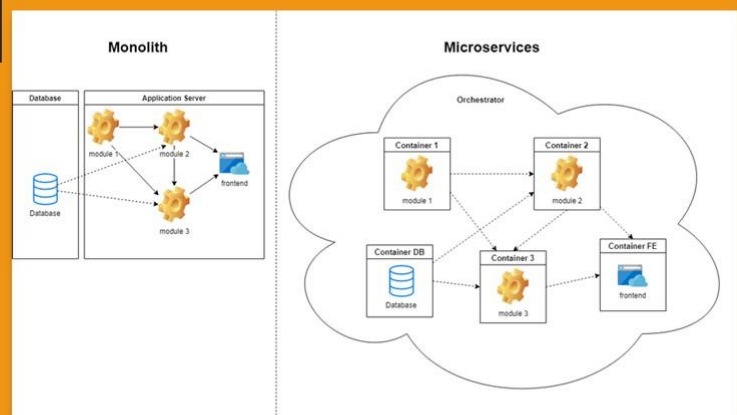 Monolith
Microservices
Database
Application Server
module 1
module 2
frontend
Database
module 3
Orchestrator
Container 1
module 1
Container 2
module 2
Container DB
Database
Container 3
module 3
Container FE
frontend